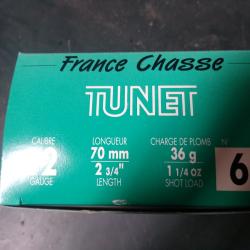 France Chasse
TUNET
CALIBRE LONGUEUR CHARGE DE PLOMB N°
2 70 mm 36 g 6
GAUGE 2 3/4" 1 1/4 OZ
LENGTH SHOT LOAD